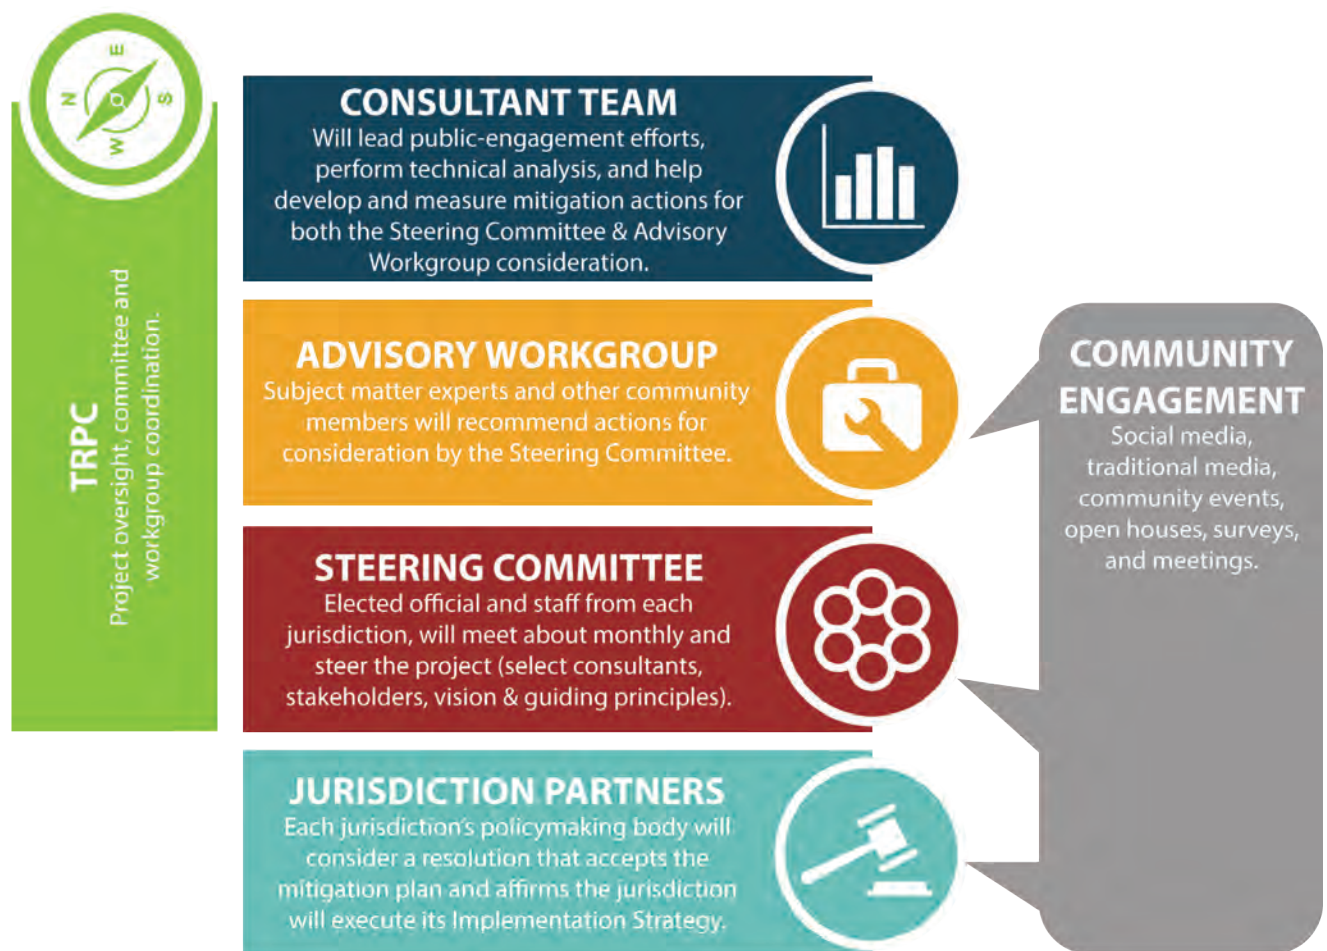 N
E
S
W
TRPC
Project oversight, committee and
workgroup coordination.
CONSULTANT TEAM
Will lead public-engagement efforts,
perform technical analysis, and help
develop and measure mitigation actions for
both the Steering Committee & Advisory
Workgroup consideration.
ADVISORY WORKGROUP
Subject matter experts and other community
members will recommend actions for
consideration by the Steering Committee.
STEERING COMMITTEE
Elected official and staff from each
jurisdiction, will meet about monthly and
steer the project (select consultants,
stakeholders, vision & guiding principles).
JURISDICTION PARTNERS
Each jurisdiction's policymaking body will
consider a resolution that accepts the
mitigation plan and affirms the jurisdiction
will execute its Implementation Strategy.
COMMUNITY
ENGAGEMENT
Social media,
traditional media,
community events,
open houses, surveys,
and meetings.